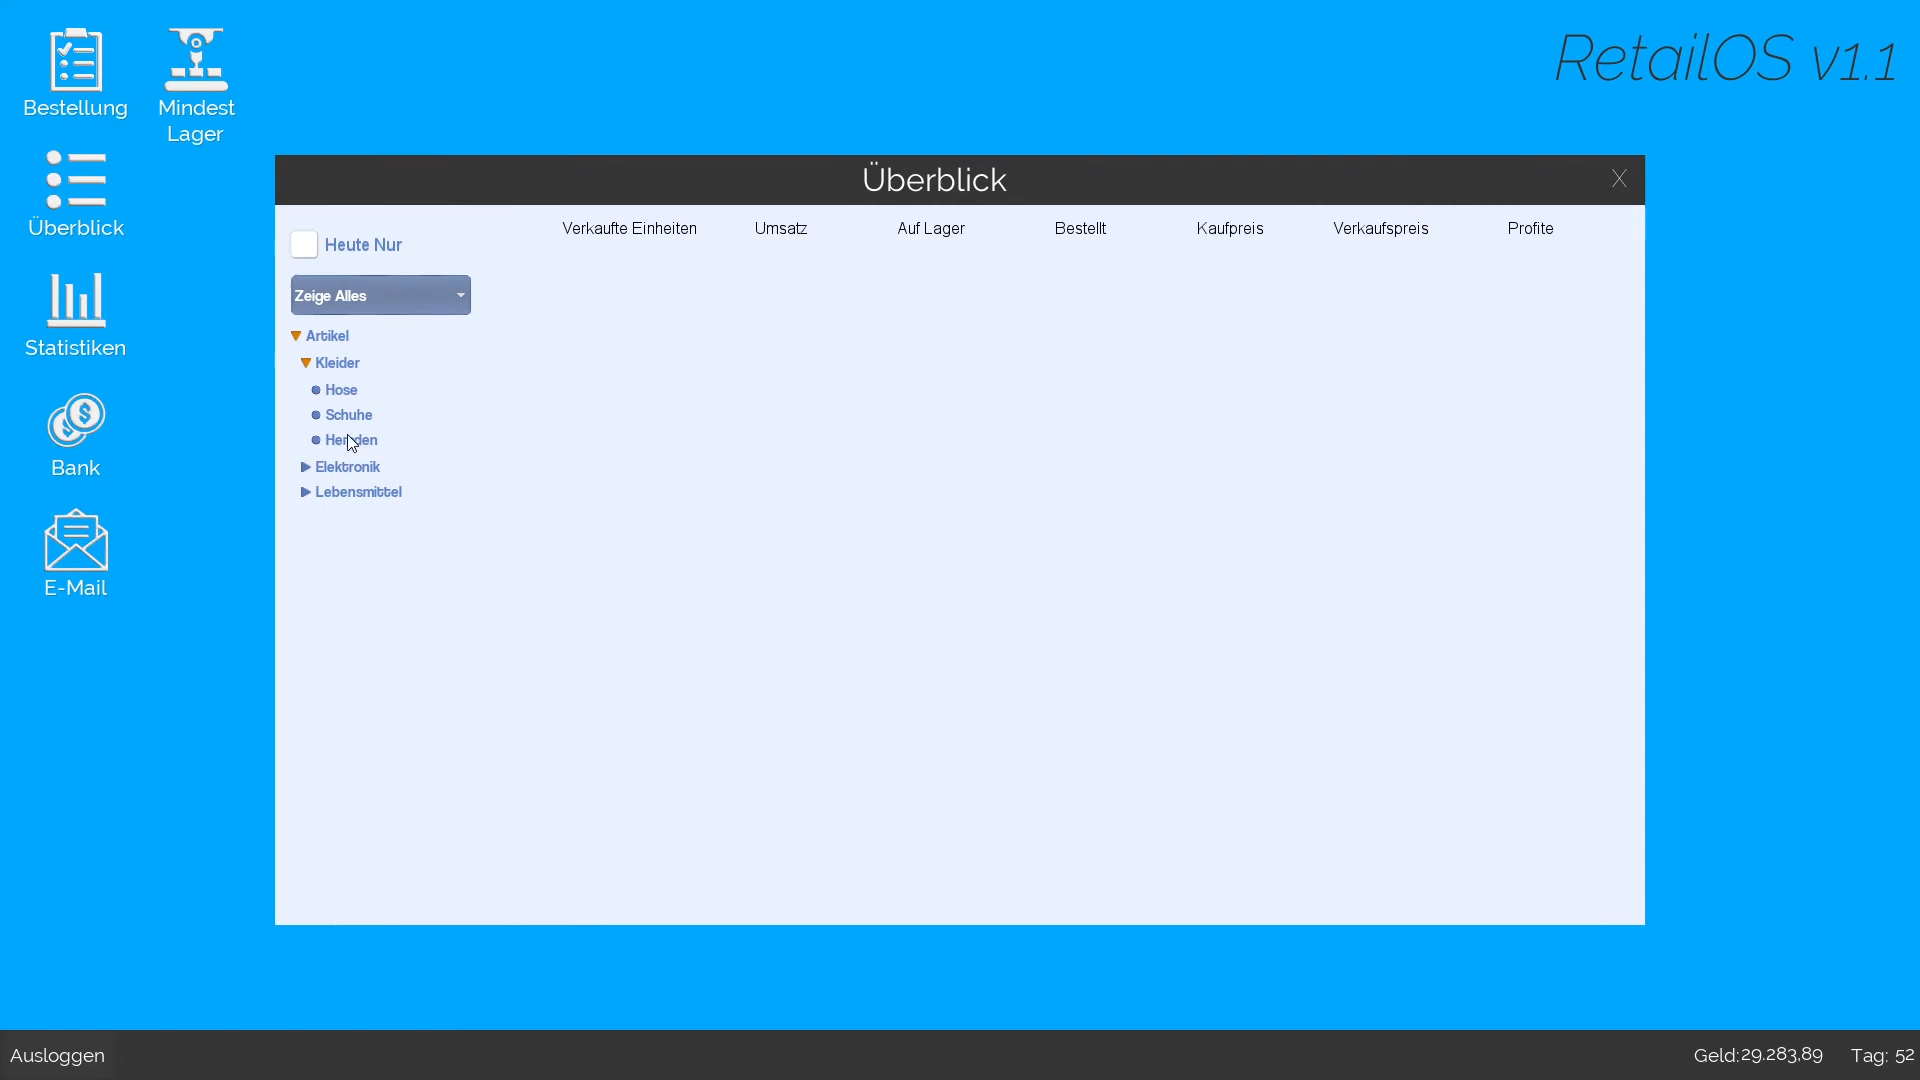 RetailOS v1.1
Bestellung
Mindest
Lager
Überblick
Statistiken
Bank
E-Mail
Überblick
X
Verkaufte Einheiten Umsatz Auf Lager Bestellt Kaufpreis Verkaufspreis Profite
Heute Nur
Zeige Alles
Artikel
Kleider
Hose
Schuhe
Elektronik
Lebensmittel
Ausloggen
Geld:29.283,89 Tag: 52